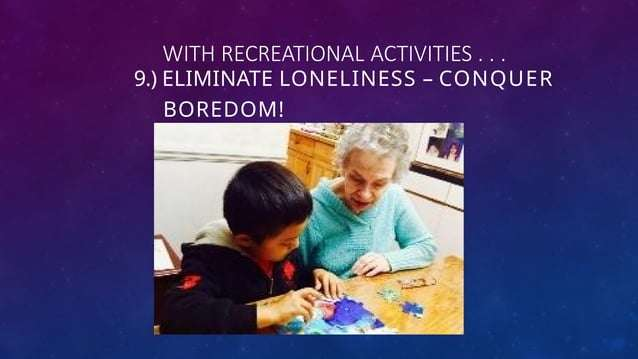 WITH RECREATIONAL ACTIVITIES . . .
9.) ELIMINATE LONELINESS – CONQUER
BOREDOM!